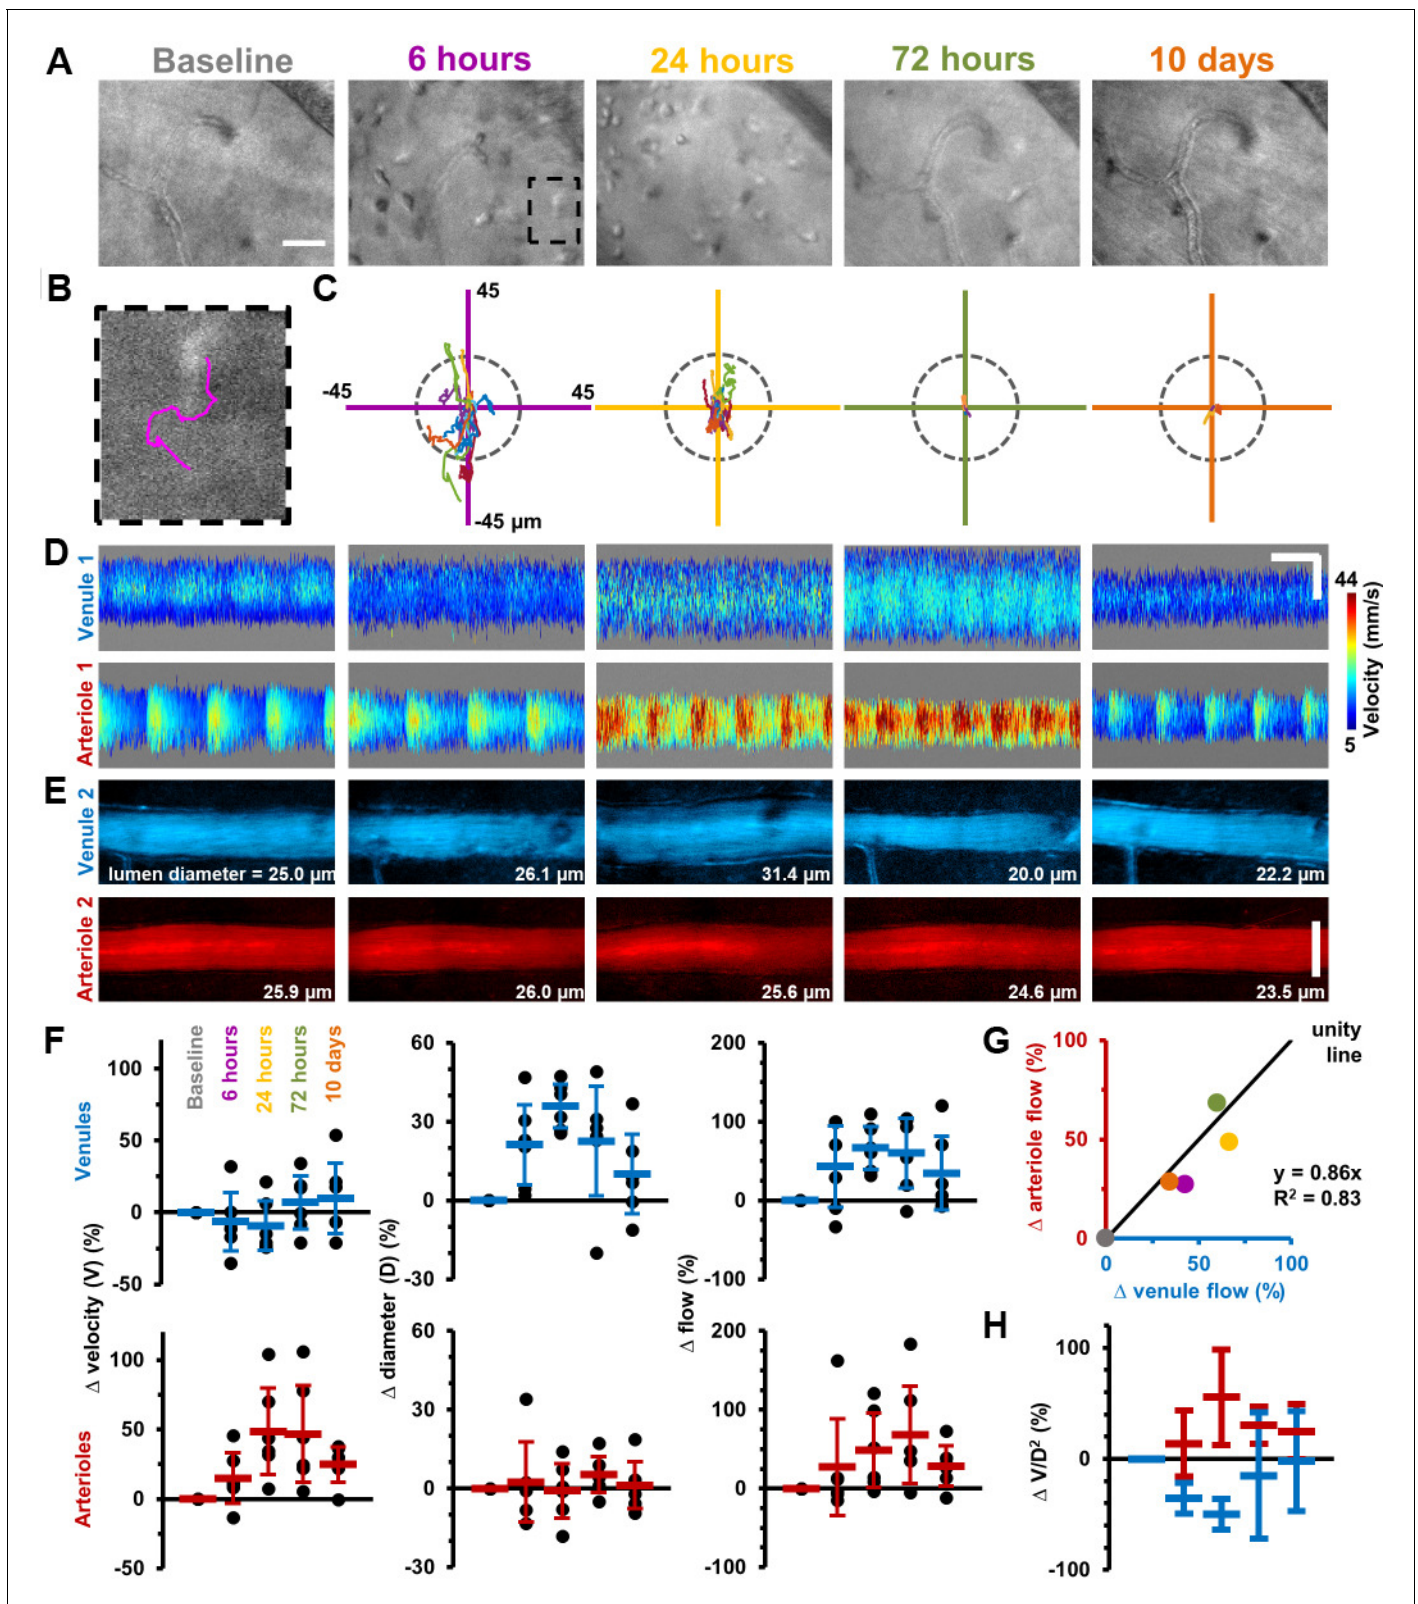 A
Baseline
6 hours
24 hours
72 hours
10 days
B
C
45
-45
45
-45 µm
D
Venule 1
44
Velocity (mm/s)
5
Arteriole 1
E
Venule 2
lumen diameter = 25.0 µm
26.1 µm
31.4 µm
20.0 µm
22.2 µm
Arteriole 2
25.9 µm
26.0 µm
25.6 µm
24.6 µm
23.5 µm
F
Venules
Arterioles
Δ velocity (V) (%)
100
50
0
-50
Baseline
6 hours
24 hours
72 hours
10 days
Δ diameter (D) (%)
60
30
0
-30
Δ flow (%)
200
100
0
-100
100
50
0
-50
60
30
0
-30
200
100
0
-100
G
Δ arteriole flow (%)
100
50
0
unity
line
y = 0.86x
R² = 0.83
0
50
100
Δ venule flow (%)
H
Δ V/D² (%)
100
0
-100